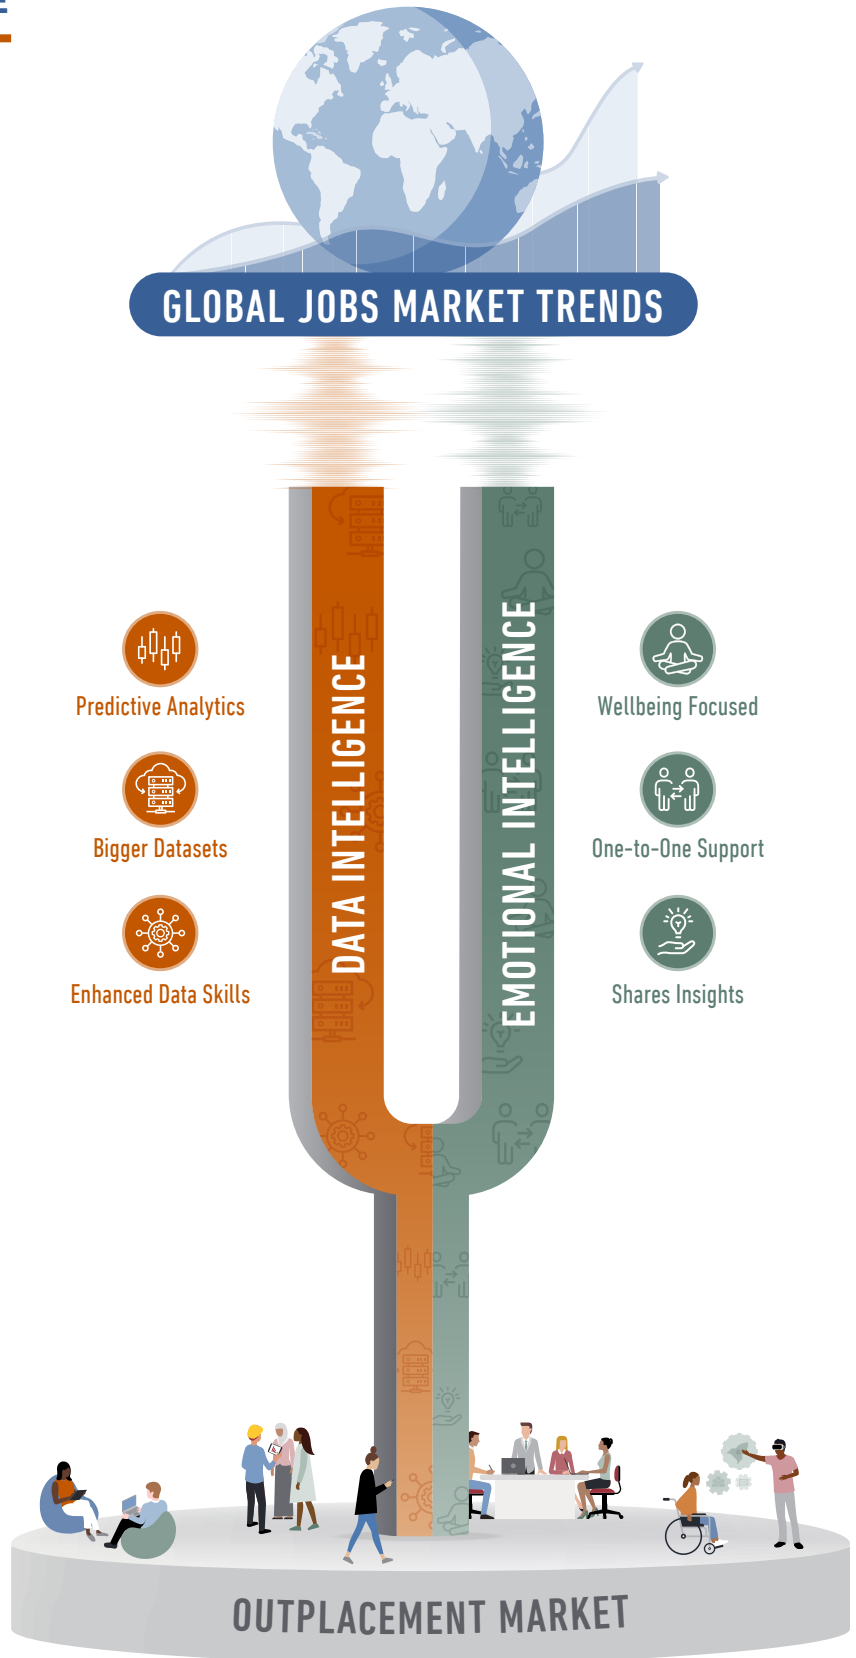 GLOBAL JOBS MARKET TRENDS
DATA INTELLIGENCE
EMOTIONAL INTELLIGENCE
Predictive Analytics
Bigger Datasets
Enhanced Data Skills
Wellbeing Focused
One-to-One Support
Shares Insights
OUTPLACEMENT MARKET